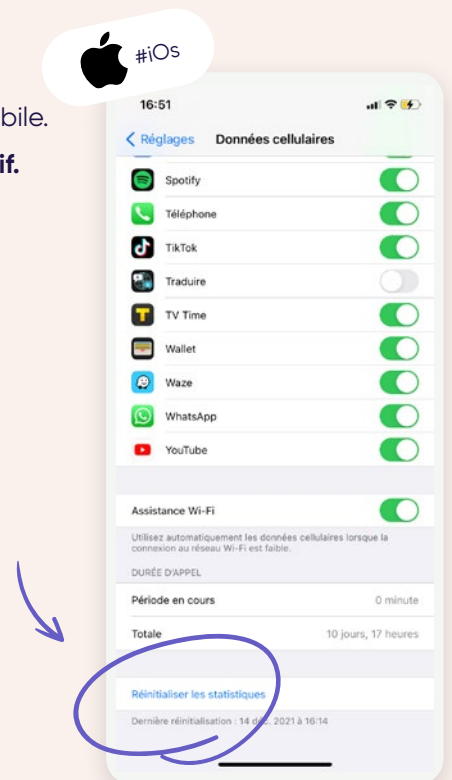 #iOs
bile.
if.
16:51
Réglages Données cellulaires
Spotify
Téléphone
TikTok
Traduire
TV Time
Wallet
Waze
WhatsApp
YouTube
Assistance Wi-Fi
Utilisez automatiquement les données cellulaires lorsque la
connexion au réseau Wi-Fi est faible.
DURÉE D'APPEL
Période en cours 0 minute
Totale 10 jours, 17 heures
Réinitialiser les statistiques
Dernière réinitialisation : 14 déc. 2021 à 16:14